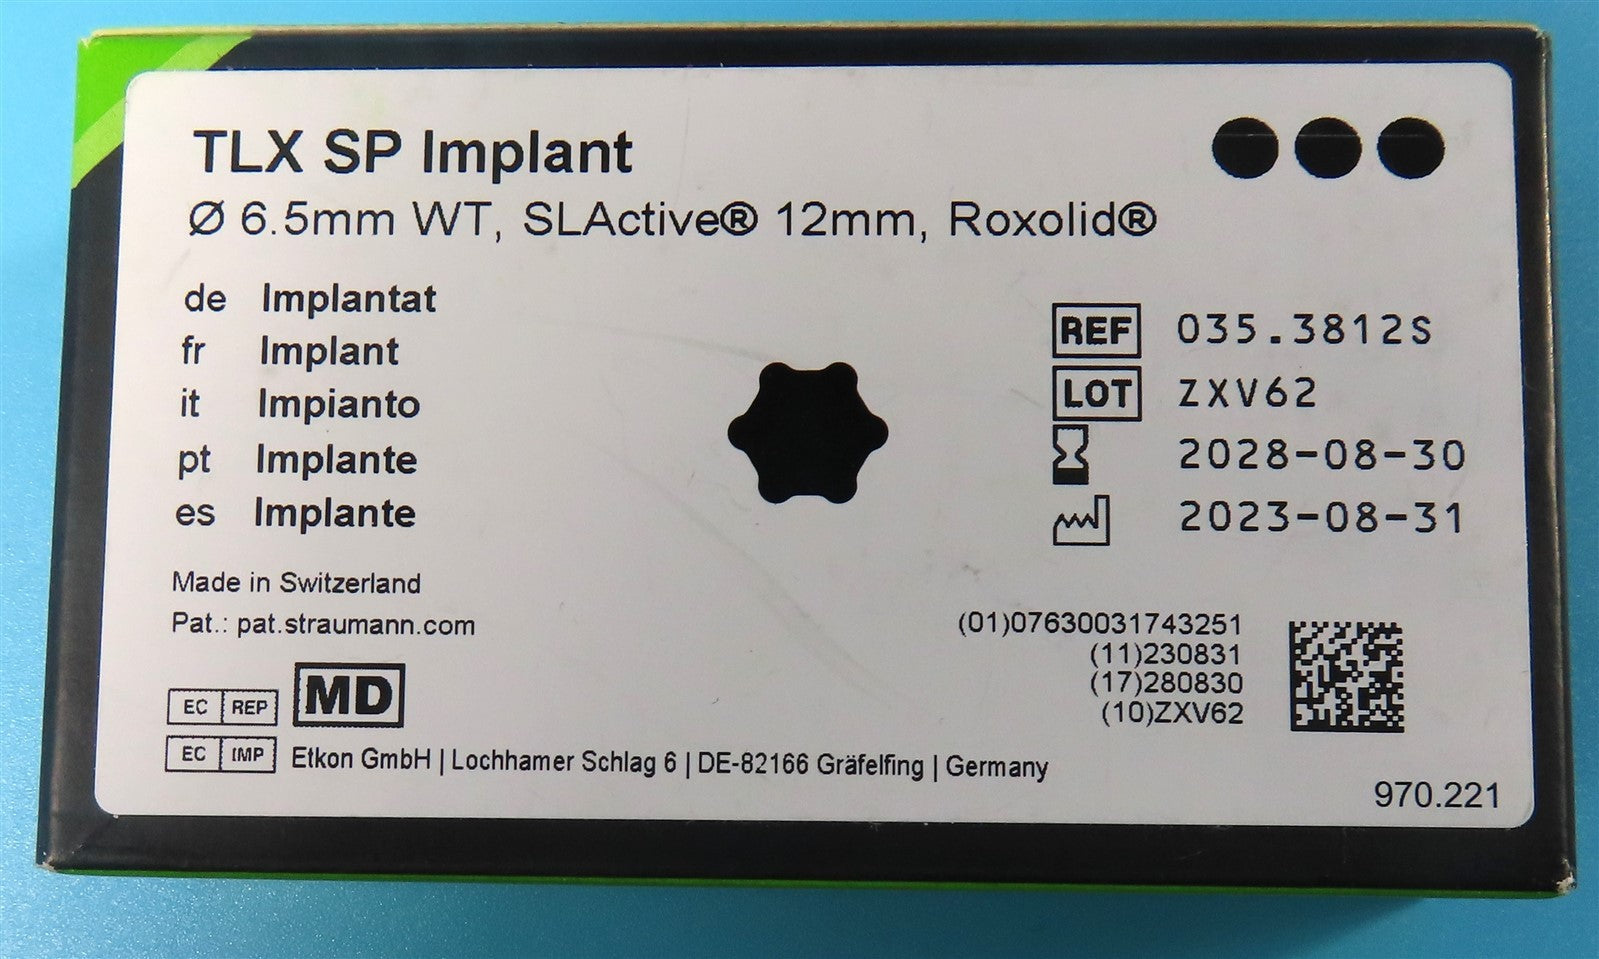 TLX SP Implant
Ø 6.5mm WT, SLActive® 12mm, Roxolid®
de Implantat
fr Implant
it Impianto
pt Implante
es Implante
REF 035.3812S
LOT ZXV62
2028-08-30
2023-08-31
Made in Switzerland
Pat.: pat.straumann.com
(01)07630031743251
(11)230831
(17)280830
(10)ZXV62
EC REP
MD
EC IMP Etkon GmbH | Lochhamer Schlag 6 | DE-82166 Gräfelfing | Germany
970.221